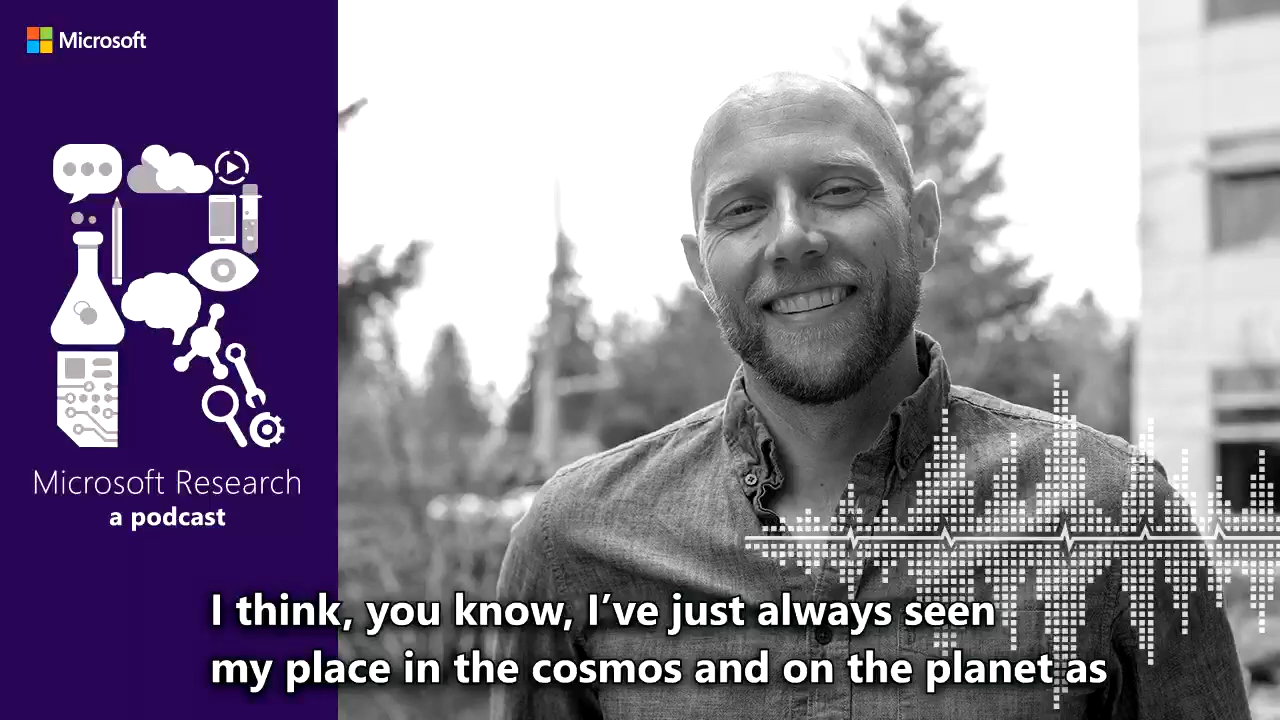 Microsoft
Microsoft Research
a podcast
I think, you know, I’ve just always seen
my place in the cosmos and on the planet as